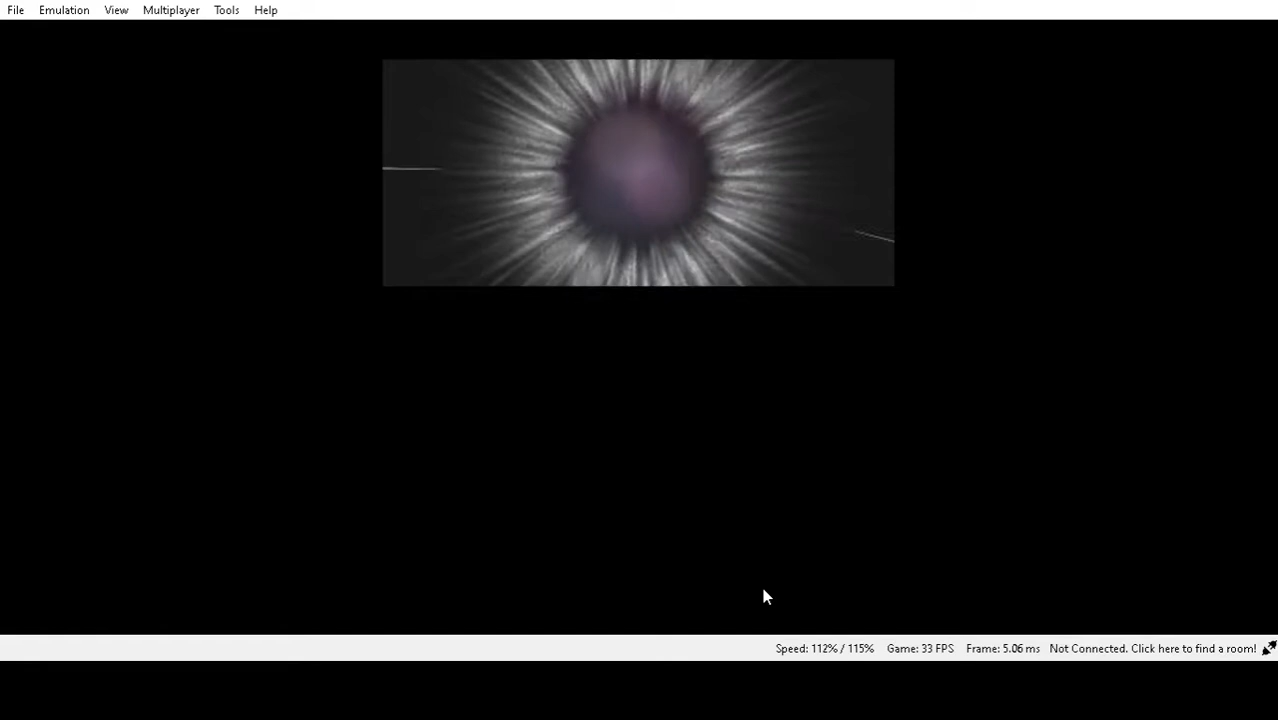 File Emulation View Multiplayer Tools Help
Speed: 112% / 115% Game: 33 FPS Frame: 5.06 ms Not Connected. Click here to find a room!